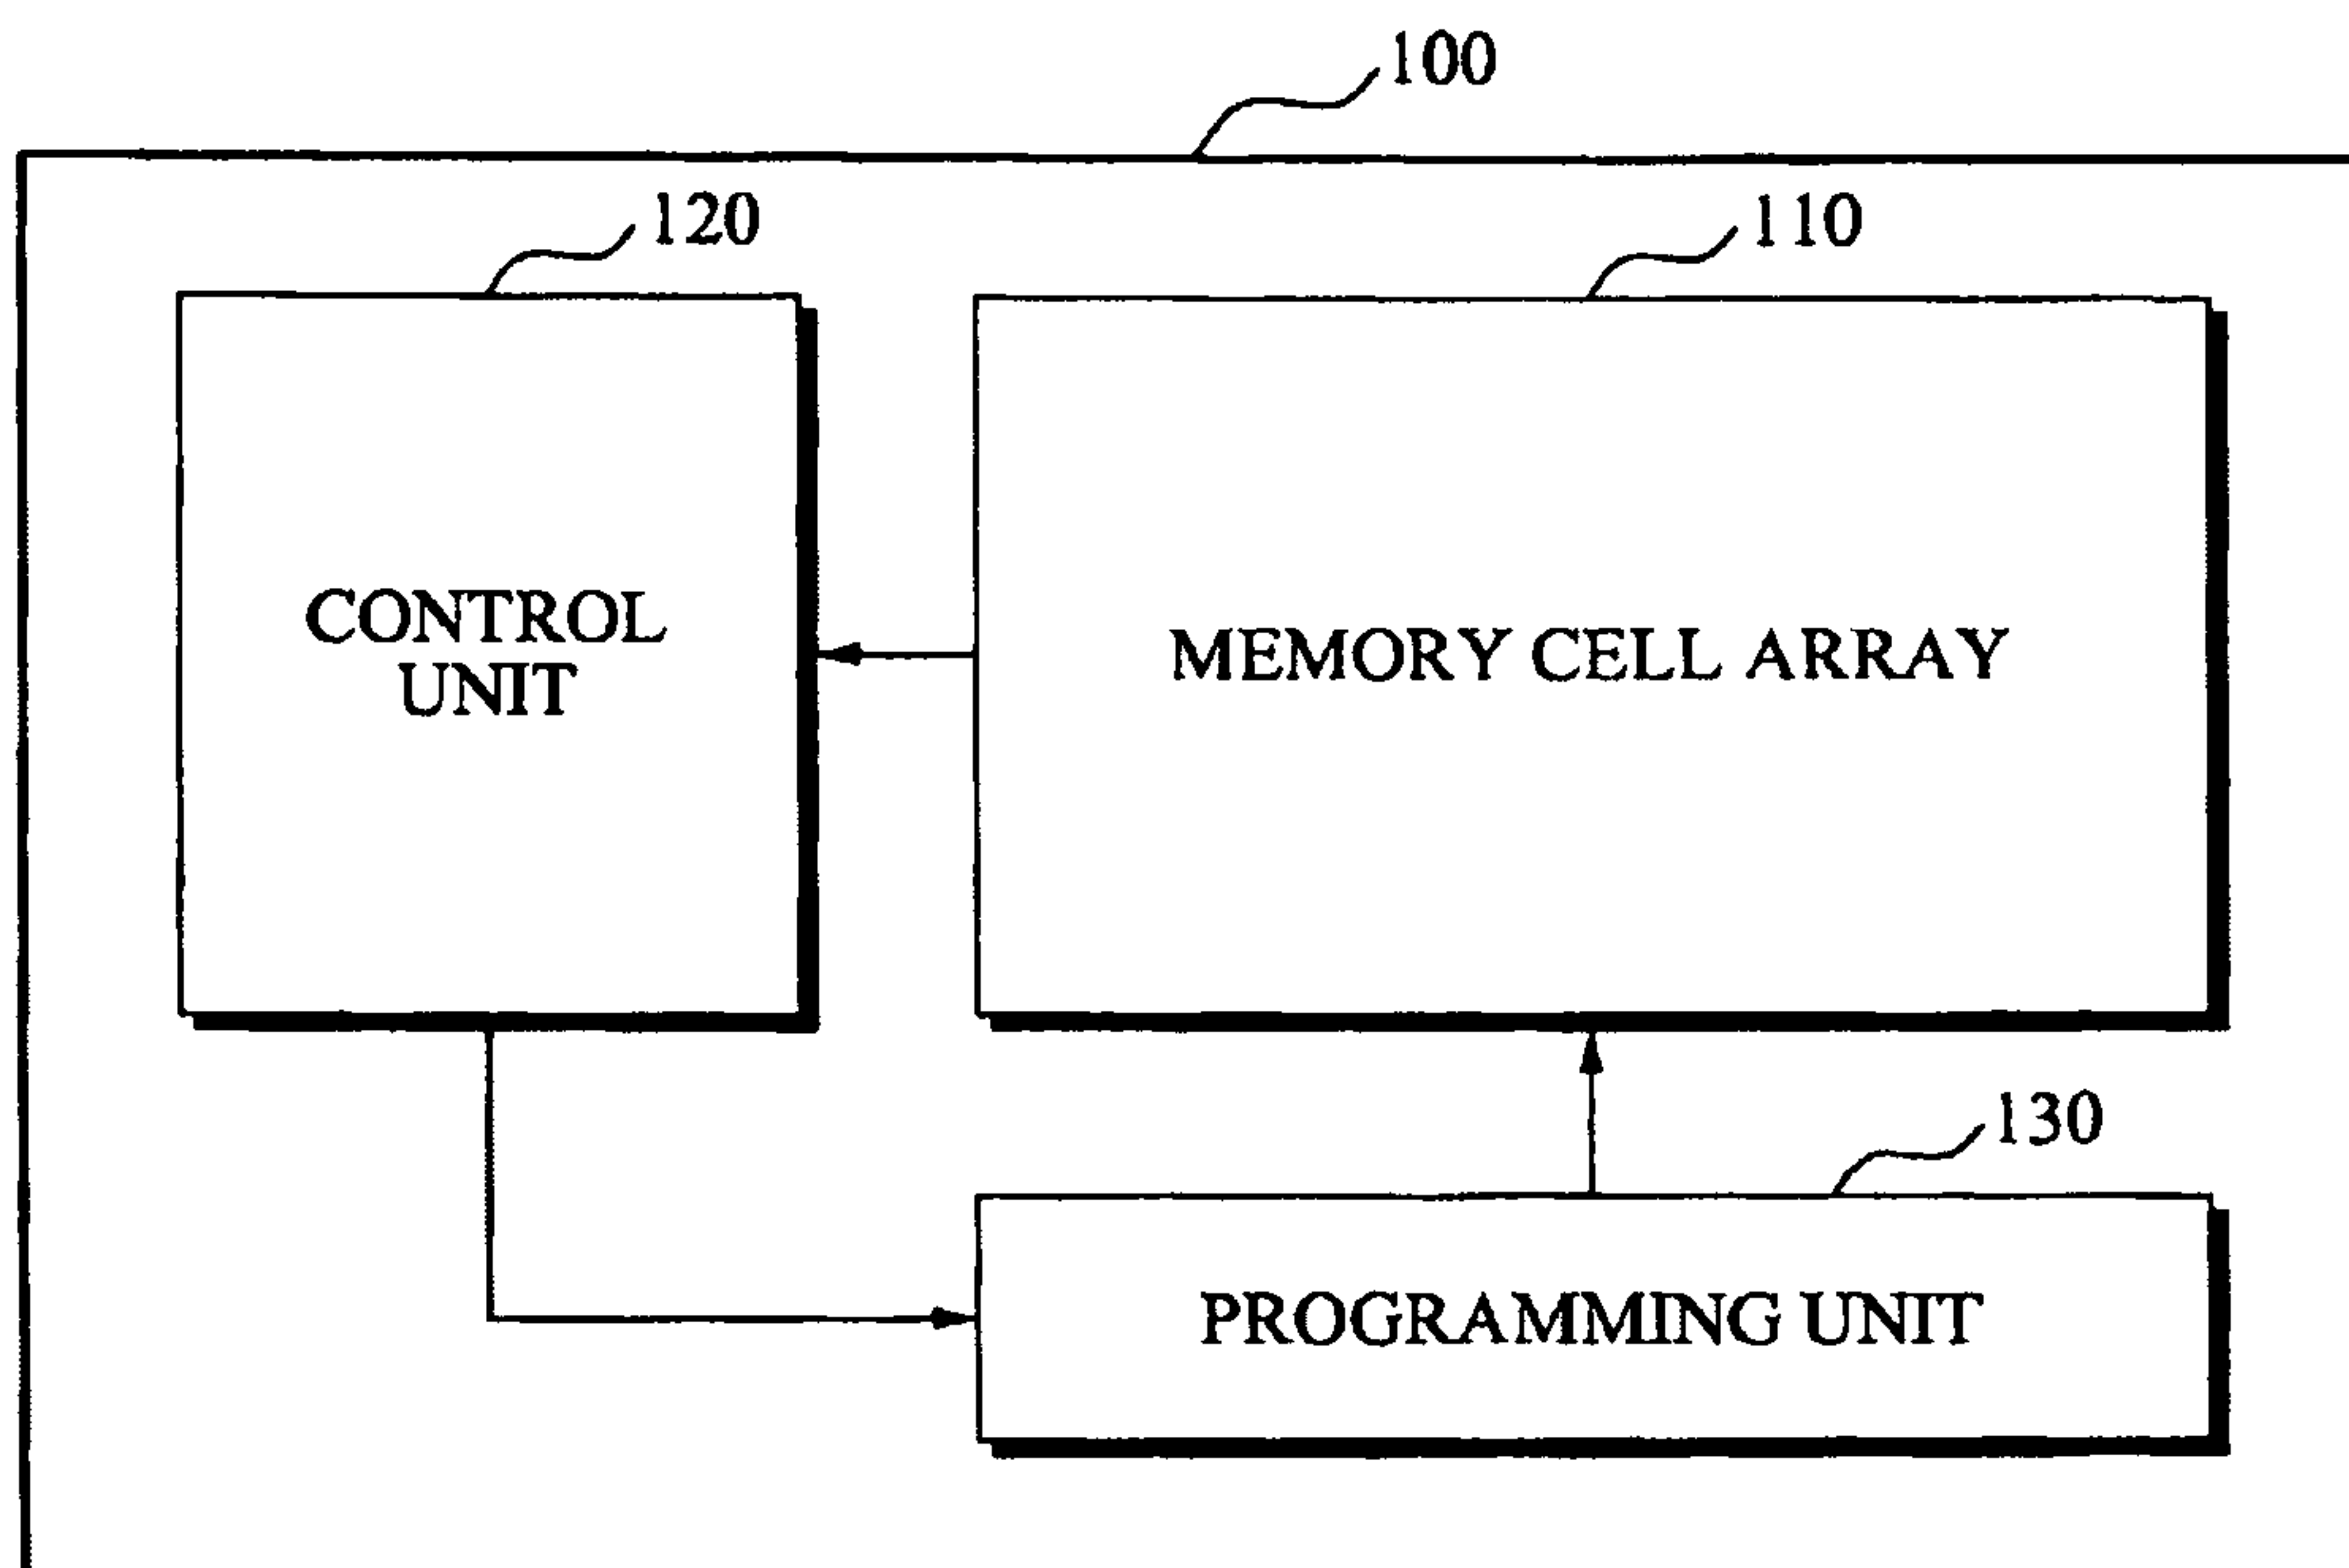 100
120
110
CONTROL
UNIT
MEMORY CELL ARRAY
130
PROGRAMMING UNIT